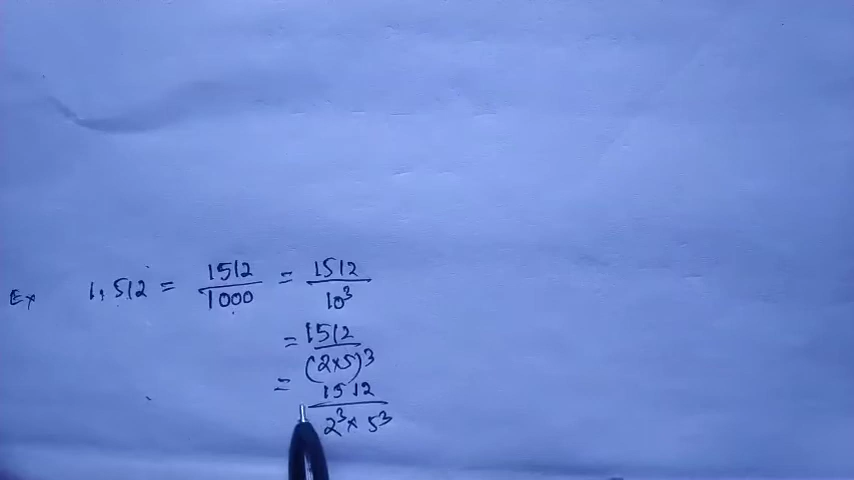 Ex 1,512 = 1512/1000 = 1512/10³
= 1512/(2×5)³
= 1512/2³×5³